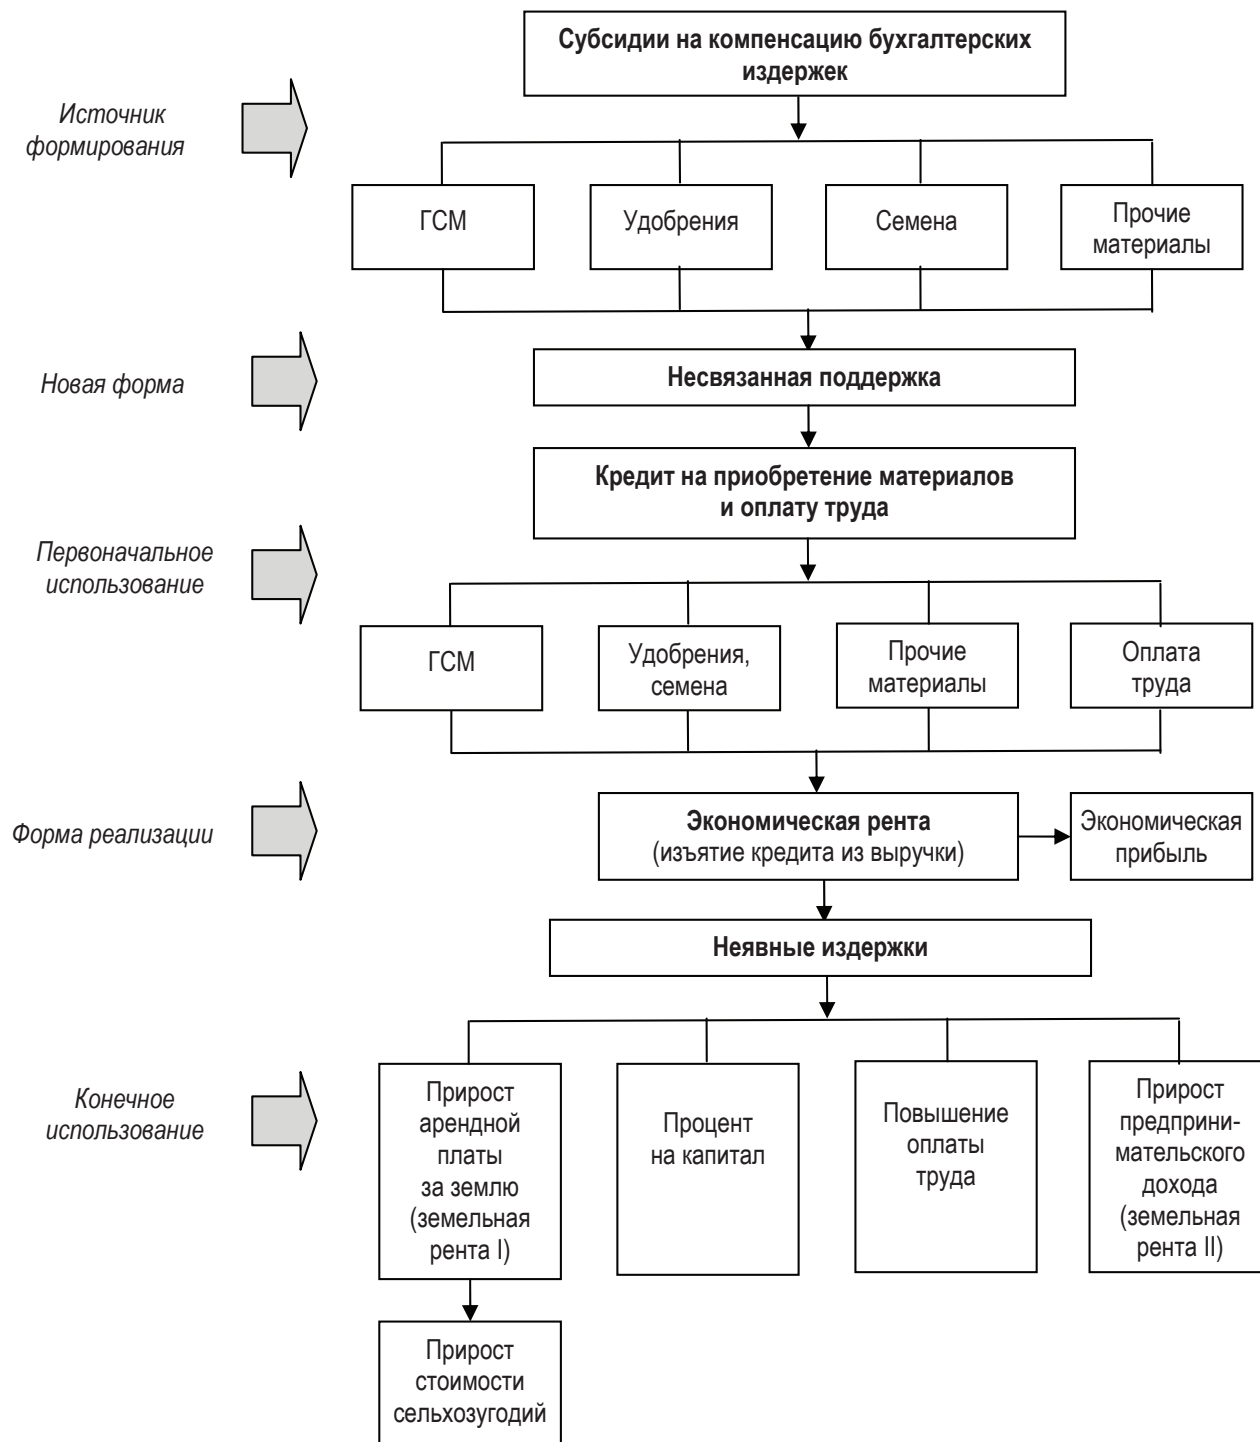 Субсидии на компенсацию бухгалтерских
издержек
Источник
формирования
ГСМ
Удобрения
Семена
Прочие
материалы
Новая форма
Несвязанная поддержка
Кредит на приобретение материалов
и оплату труда
Первоначальное
использование
ГСМ
Удобрения,
семена
Прочие
материалы
Оплата
труда
Форма реализации
Экономическая рента
(изъятие кредита из выручки)
Экономическая
прибыль
Неявные издержки
Конечное
использование
Прирост
арендной
платы
за землю
(земельная
рента I)
Процент
на капитал
Повышение
оплаты
труда
Прирост
предприни-
мательского
дохода
(земельная
рента II)
Прирост
стоимости
сельхозугодий